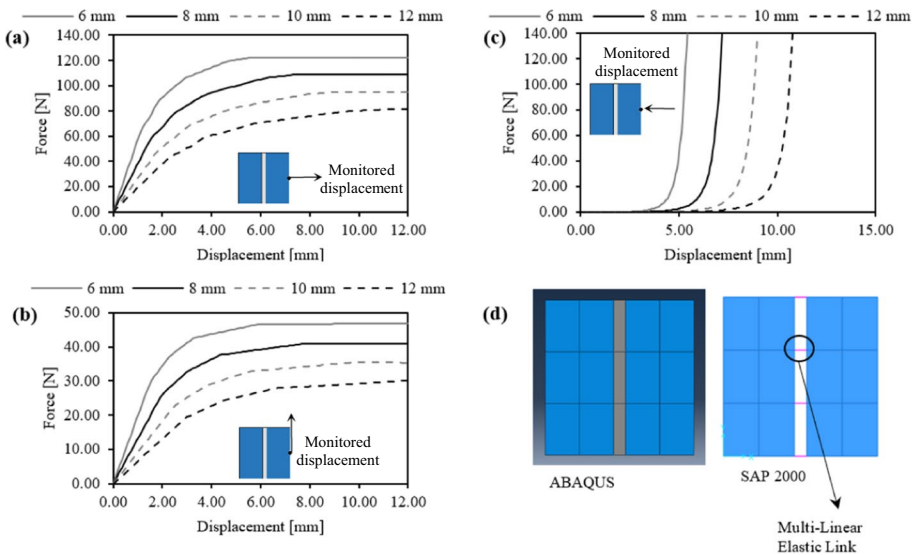 6 mm 8 mm 10 mm 12 mm
(a)
140.00
120.00
100.00
80.00
60.00
40.00
20.00
0.00
Force [N]
Monitored
displacement
0.00 2.00 4.00 6.00 8.00 10.00 12.00
Displacement [mm]
6 mm 8 mm 10 mm 12 mm
(b)
50.00
40.00
30.00
20.00
10.00
0.00
Force [N]
Monitored
displacement
0.00 2.00 4.00 6.00 8.00 10.00 12.00
Displacement [mm]
6 mm 8 mm 10 mm 12 mm
(c)
140.00
120.00
100.00
80.00
60.00
40.00
20.00
0.00
Force [N]
Monitored
displacement
0.00 5.00 10.00 15.00
Displacement [mm]
(d)
ABAQUS
SAP 2000
Multi-Linear
Elastic Link